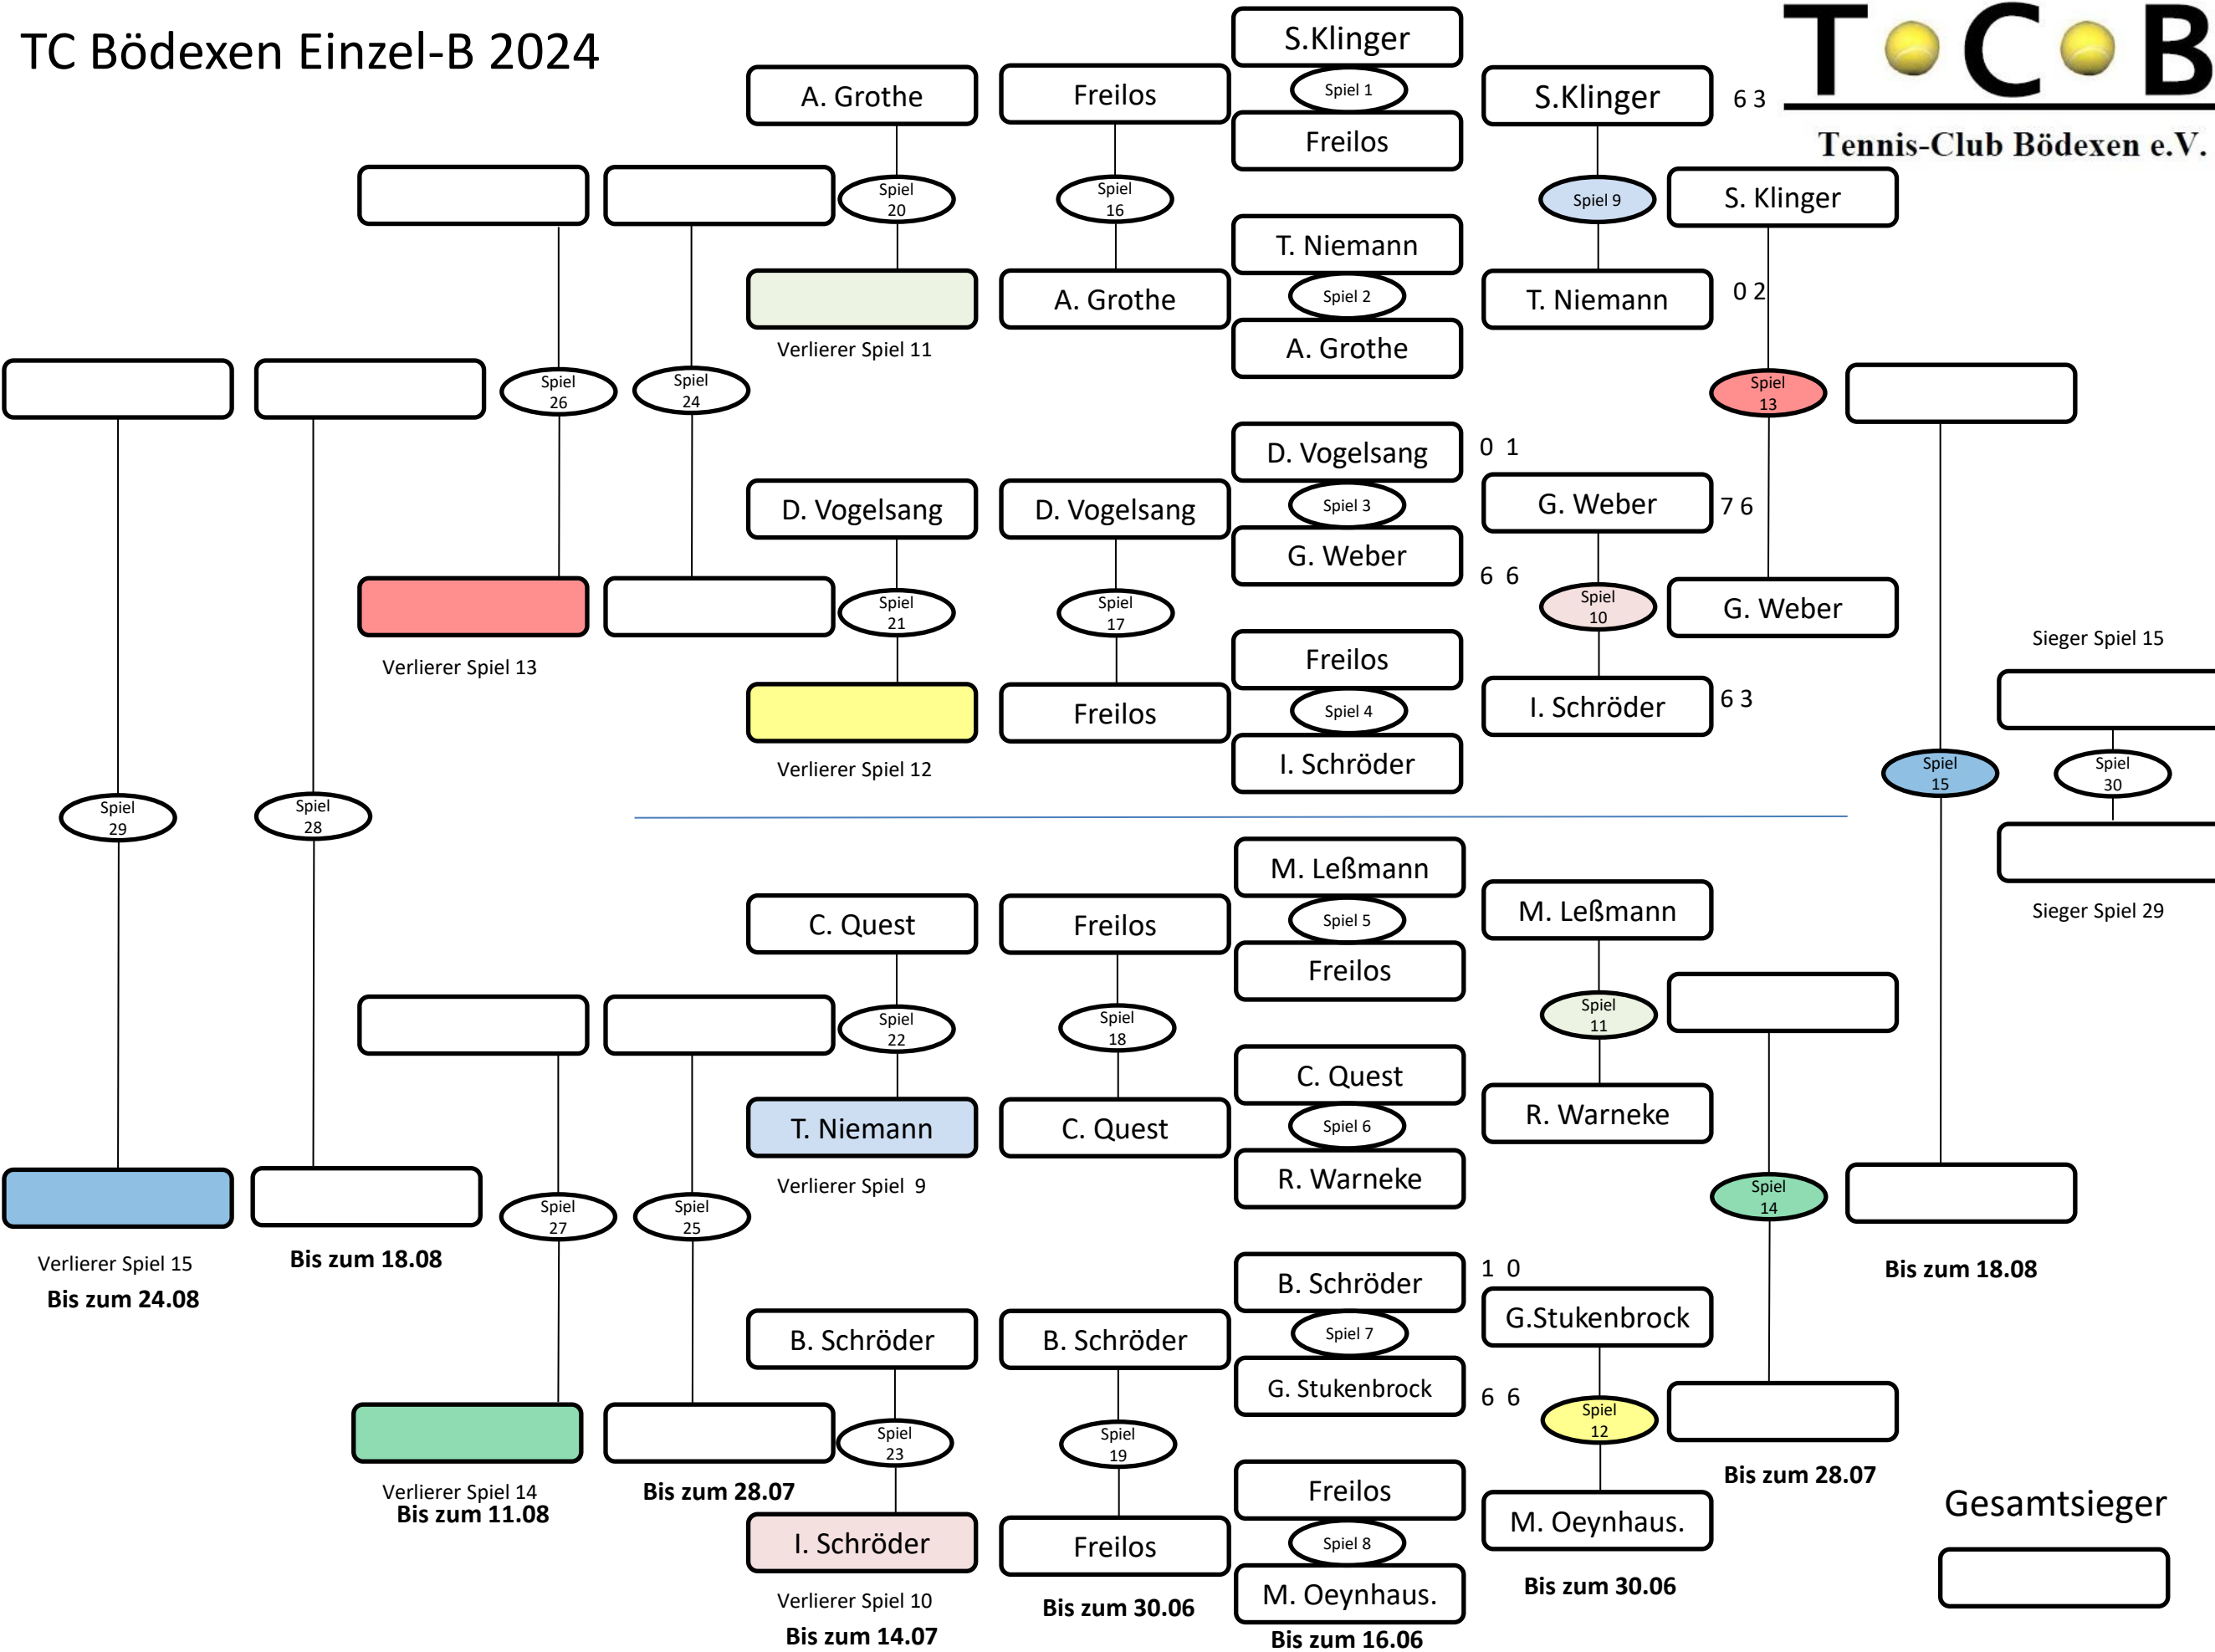 TC Bödexen Einzel-B 2024
T C B
Tennis-Club Bödexen e.V.
S.Klinger
Spiel 1
Freilos
T. Niemann
Spiel 2
A. Grothe
D. Vogelsang
0 1
Spiel 3
G. Weber
6 6
Freilos
Spiel 4
I. Schröder
M. Leßmann
Spiel 5
Freilos
C. Quest
Spiel 6
R. Warneke
B. Schröder
1 0
Spiel 7
G. Stukenbrock
6 6
Freilos
Spiel 8
M. Oeynhaus.
Bis zum 16.06
S.Klinger
6 3
Spiel 9
T. Niemann
0 2
G. Weber
7 6
Spiel
10
I. Schröder
6 3
M. Leßmann
Spiel
11
R. Warneke
G.Stukenbrock
Spiel
12
M. Oeynhaus.
Bis zum 30.06
S. Klinger
Spiel
13
G. Weber
Spiel
14
Bis zum 28.07
Spiel
15
Bis zum 18.08
Sieger Spiel 15
Spiel
30
Sieger Spiel 29
Gesamtsieger
Freilos
Spiel
16
A. Grothe
D. Vogelsang
Spiel
17
Freilos
Freilos
Spiel
18
C. Quest
B. Schröder
Spiel
19
Freilos
Bis zum 30.06
A. Grothe
Spiel
20
Verlierer Spiel 11
D. Vogelsang
Spiel
21
Verlierer Spiel 12
C. Quest
Spiel
22
T. Niemann
Verlierer Spiel 9
B. Schröder
Spiel
23
I. Schröder
Verlierer Spiel 10
Bis zum 14.07
Spiel
24
Spiel
25
Bis zum 28.07
Spiel
26
Verlierer Spiel 13
Spiel
27
Verlierer Spiel 14
Bis zum 11.08
Spiel
28
Bis zum 18.08
Spiel
29
Verlierer Spiel 15
Bis zum 24.08